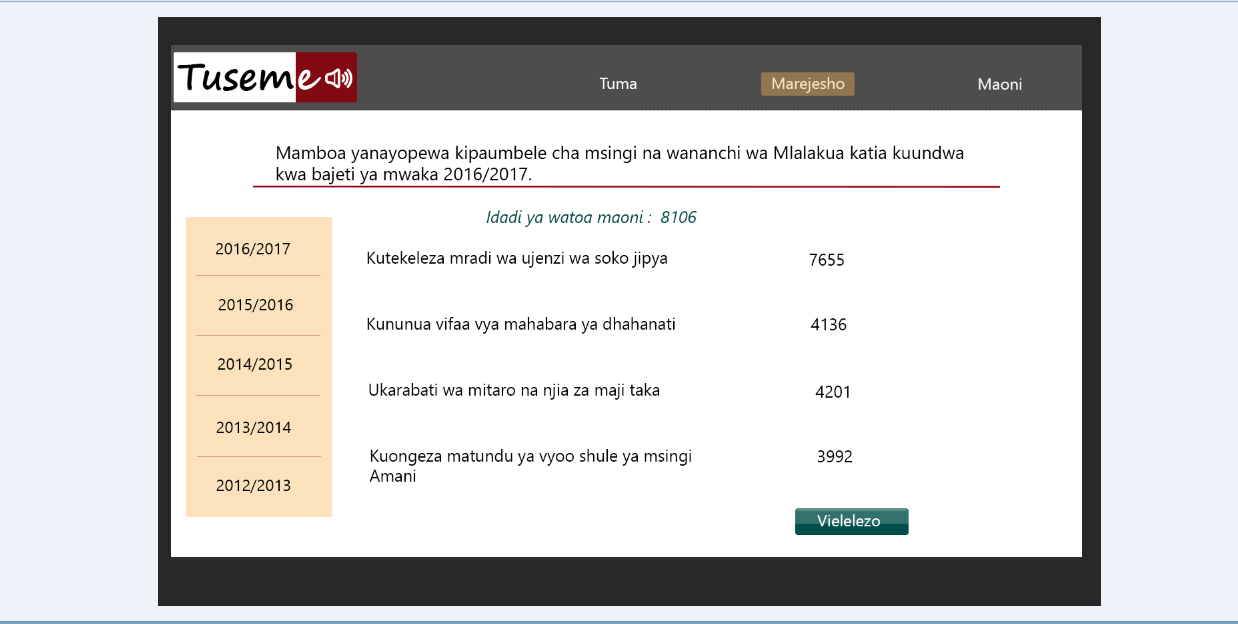 Tuseme
Tuma
Marejesho
Maoni
Mamboa yanayopewa kipaumbele cha msingi na wananchi wa Mlalakua katia kuundwa
kwa bajeti ya mwaka 2016/2017.
Idadi ya watoa maoni : 8106
2016/2017
2015/2016
2014/2015
2013/2014
2012/2013
Kutekeleza mradi wa ujenzi wa soko jipya 7655
Kununua vifaa vya mahabara ya dhahanati 4136
Ukarabati wa mitaro na njia za maji taka 4201
Kuongeza matundu ya vyoo shule ya msingi 3992
Amani
Vielelezo